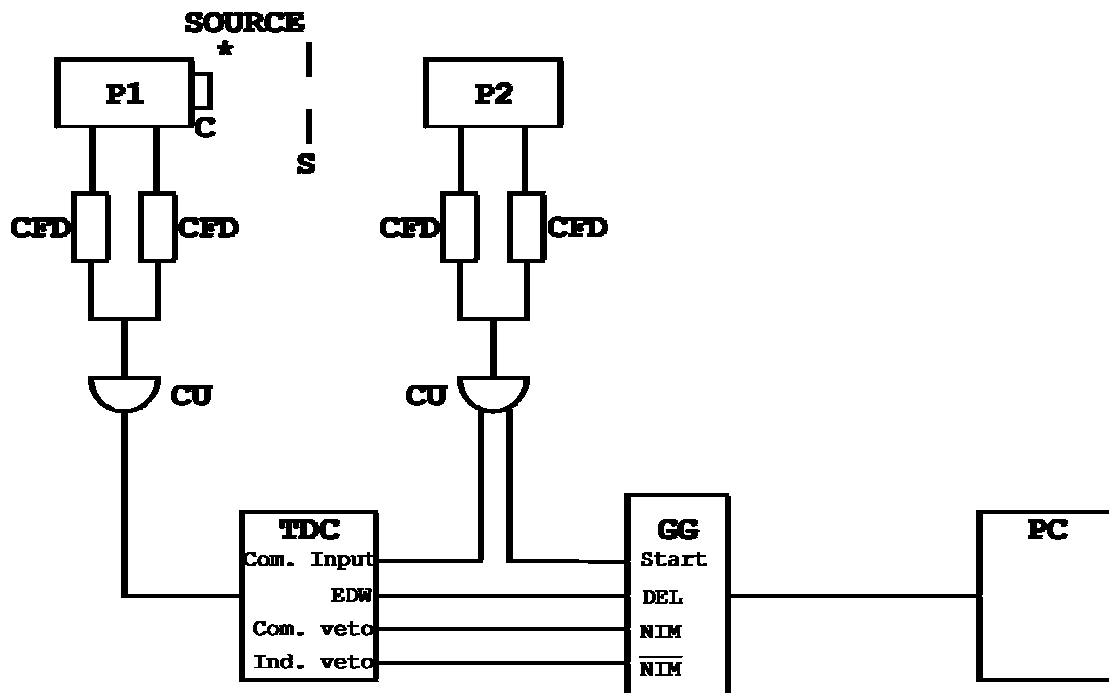 SOURCE
*
P1
P2
C
S
CFD
CFD
CFD
CFD
CU
CU
TDC
GG
PC
Com. Input
Start
EDW
DEL
Com. veto
NIM
Ind. veto
N̅I̅M̅